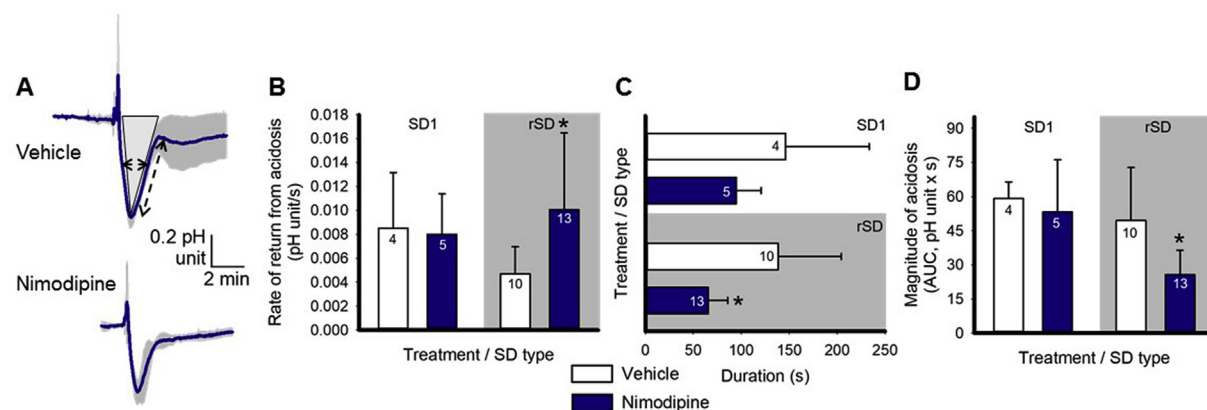 A
Vehicle
0.2 pH
unit
2 min
Nimodipine
B
Rate of return from acidosis
(pH unit/s)
0.018
0.016
0.014
0.012
0.010
0.008
0.006
0.004
0.002
0.000
SD1
rSD
*
4
5
10
13
Treatment / SD type
C
Treatment / SD type
SD1
4
5
rSD
10
13
*
0
50
100
150
200
250
Duration (s)
Vehicle
Nimodipine
D
Magnitude of acidosis
(AUC, pH unit x s)
90
75
60
45
30
15
0
SD1
rSD
4
5
10
*
13
Treatment / SD type